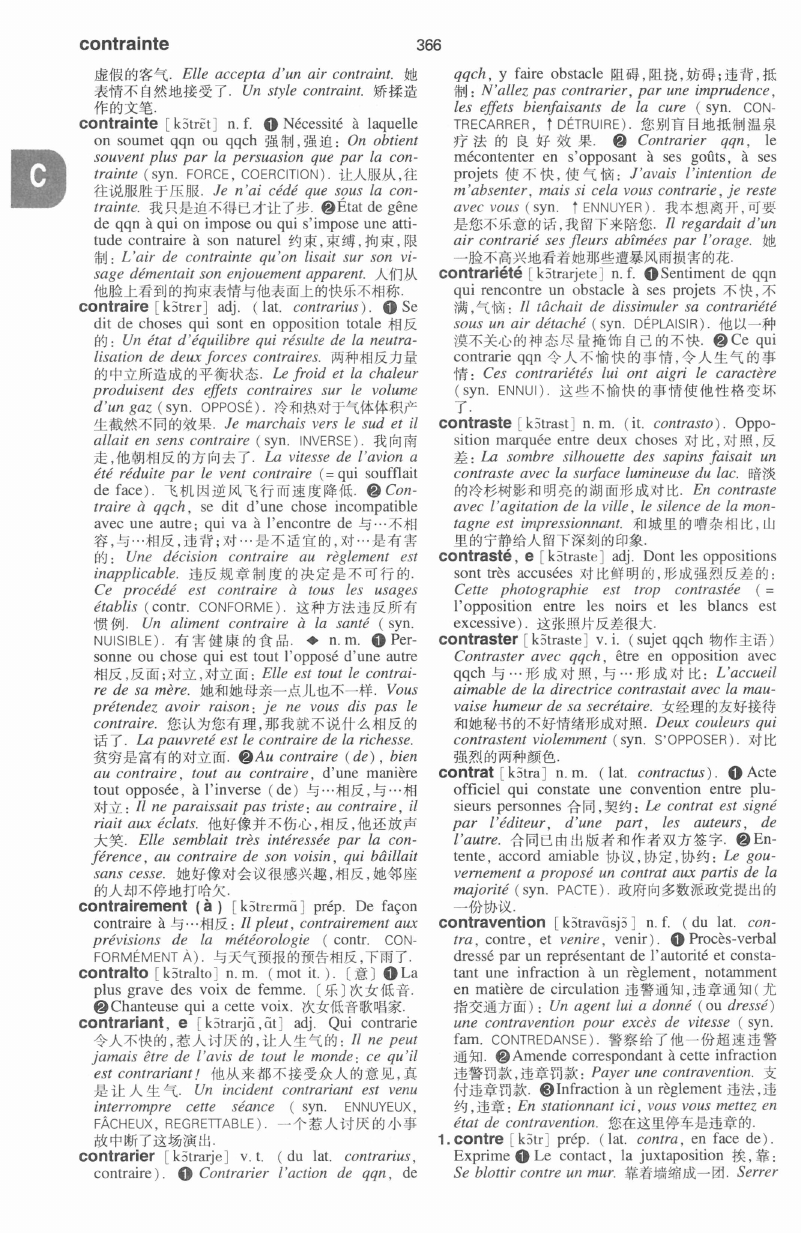 contrainte
366
虚假的客气. Elle accepta d'un air contraint. 她
表情不自然地接受了. Un style contraint. 矫揉造
作的文笔.
contrainte [kɔ̃trɛ̃t] n. f. ❶ Nécessité à laquelle
on soumet qqn ou qqch 强制,强迫: On obtient
souvent plus par la persuasion que par la con-
trainte (syn. FORCE, COERCITION). 让人服从,往
往说服胜于压服. Je n'ai cédé que sous la con-
trainte. 我只是迫不得已才让了步. ❷État de gêne
de qqn à qui on impose ou qui s'impose une atti-
tude contraire à son naturel 约束,束缚,拘束,限
制: L'air de contrainte qu'on lisait sur son vi-
sage démentait son enjouement apparent. 人们从
他脸上看到的拘束表情与他表面上的快乐不相称.
contraire [kɔ̃trɛr] adj. (lat. contrarius). ❶ Se
dit de choses qui sont en opposition totale 相反
的: Un état d'équilibre qui résulte de la neutra-
lisation de deux forces contraires. 两种相反力量
的中立所造成的平衡状态. Le froid et la chaleur
produisent des effets contraires sur le volume
d'un gaz (syn. OPPOSÉ). 冷和热对于气体体积产
生截然不同的效果. Je marchais vers le sud et il
allait en sens contraire (syn. INVERSE). 我向南
走,他朝相反的方向去了. La vitesse de l'avion a
été réduite par le vent contraire (= qui soufflait
de face). 飞机因逆风飞行而速度降低. ❷ Con-
traire à qqch, se dit d'une chose incompatible
avec une autre; qui va à l'encontre de 与…不相
容,与…相反,违背;对…是不适宜的,对…是有害
的: Une décision contraire au règlement est
inapplicable. 违反规章制度的决定是不可行的.
Ce procédé est contraire à tous les usages
établis (contr. CONFORME). 这种方法违反所有
惯例. Un aliment contraire à la santé (syn.
NUISIBLE). 有害健康的食品. ◆ n. m. ❶ Per-
sonne ou chose qui est tout l'opposé d'une autre
相反,反面;对立,对立面: Elle est tout le contrai-
re de sa mère. 她和她母亲一点儿也不一样. Vous
prétendez avoir raison; je ne vous dis pas le
contraire. 您认为您有理,那我就不说什么相反的
话了. La pauvreté est le contraire de la richesse.
贫穷是富有的对立面. ❷Au contraire (de), bien
au contraire, tout au contraire, d'une manière
tout opposée, à l'inverse (de) 与…相反,与…相
对立: Il ne paraissait pas triste; au contraire, il
riait aux éclats. 他好像并不伤心,相反,他还放声
大笑. Elle semblait très intéressée par la con-
férence, au contraire de son voisin, qui bâillait
sans cesse. 她好像对会议很感兴趣,相反,她邻座
的人却不停地打哈欠.
contrairement (à) [kɔ̃trɛrmɑ̃] prép. De façon
contraire à 与…相反: Il pleut, contrairement aux
prévisions de la météorologie (contr. CON-
FORMÉMENT À). 与天气预报的预告相反,下雨了.
contralto [kɔ̃tralto] n. m. (mot it.). 〔意〕❶La
plus grave des voix de femme. 〔乐〕次女低音.
❷Chanteuse qui a cette voix. 次女低音歌唱家.
contrariant, e [kɔ̃trarjɑ̃,ɑ̃t] adj. Qui contrarie
令人不快的,惹人讨厌的,让人生气的: Il ne peut
jamais être de l'avis de tout le monde; ce qu'il
est contrariant! 他从来都不接受众人的意见,真
是让人生气. Un incident contrariant est venu
interrompre cette séance (syn. ENNUYEUX,
FÂCHEUX, REGRETTABLE). 一个惹人讨厌的小事
故中断了这场演出.
contrarier [kɔ̃trarje] v. t. (du lat. contrarius,
contraire). ❶ Contrarier l'action de qqn, de
C
qqch, y faire obstacle 阻碍,阻挠,妨碍;违背,抵
制: N'allez pas contrarier, par une imprudence,
les effets bienfaisants de la cure (syn. CON-
TRECARRER, ↑DÉTRUIRE). 您别盲目地抵制温泉
疗法的良好效果. ❷ Contrarier qqn, le
mécontenter en s'opposant à ses goûts, à ses
projets 使不快,使气恼: J'avais l'intention de
m'absenter, mais si cela vous contrarie, je reste
avec vous (syn. ↑ENNUYER). 我本想离开,可要
是您不乐意的话,我留下来陪您. Il regardait d'un
air contrarié ses fleurs abîmées par l'orage. 她
一脸不高兴地看着她那些遭暴风雨损害的花.
contrariété [kɔ̃trarjete] n. f. ❶Sentiment de qqn
qui rencontre un obstacle à ses projets 不快,不
满,气恼: Il tâchait de dissimuler sa contrariété
sous un air détaché (syn. DÉPLAISIR). 他以一种
漠不关心的神态尽量掩饰自己的不快. ❷Ce qui
contrarie qqn 令人不愉快的事情,令人生气的事
情: Ces contrariétés lui ont aigri le caractère
(syn. ENNUI). 这些不愉快的事情使他性格变坏
了.
contraste [kɔ̃trast] n. m. (it. contrasto). Oppo-
sition marquée entre deux choses 对比,对照,反
差: La sombre silhouette des sapins faisait un
contraste avec la surface lumineuse du lac. 暗淡
的冷杉树影和明亮的湖面形成对比. En contraste
avec l'agitation de la ville, le silence de la mon-
tagne est impressionnant. 和城里的嘈杂相比,山
里的宁静给人留下深刻的印象.
contrasté, e [kɔ̃traste] adj. Dont les oppositions
sont très accusées 对比鲜明的,形成强烈反差的:
Cette photographie est trop contrastée (=
l'opposition entre les noirs et les blancs est
excessive). 这张照片反差很大.
contraster [kɔ̃traste] v. i. (sujet qqch 物作主语)
Contraster avec qqch, être en opposition avec
qqch 与…形成对照,与…形成对比: L'accueil
aimable de la directrice contrastait avec la mau-
vaise humeur de sa secrétaire. 女经理的友好接待
和她秘书的不好情绪形成对照. Deux couleurs qui
contrastent violemment (syn. S'OPPOSER). 对比
强烈的两种颜色.
contrat [kɔ̃tra] n. m. (lat. contractus). ❶ Acte
officiel qui constate une convention entre plu-
sieurs personnes 合同,契约: Le contrat est signé
par l'éditeur, d'une part, les auteurs, de
l'autre. 合同已由出版者和作者双方签字. ❷En-
tente, accord amiable 协议,协定,协约: Le gou-
vernement a proposé un contrat aux partis de la
majorité (syn. PACTE). 政府向多数派政党提出的
一份协议.
contravention [kɔ̃travɑ̃sjɔ̃] n. f. (du lat. con-
tra, contre, et venire, venir). ❶Procès-verbal
dressé par un représentant de l'autorité et consta-
tant une infraction à un règlement, notamment
en matière de circulation 违警通知,违章通知(尤
指交通方面): Un agent lui a donné (ou dressé)
une contravention pour excès de vitesse (syn.
fam. CONTREDANSE). 警察给了他一份超速违警
通知. ❷Amende correspondant à cette infraction
违警罚款,违章罚款: Payer une contravention. 支
付违章罚款. ❸Infraction à un règlement 违法,违
约,违章: En stationnant ici, vous vous mettez en
état de contravention. 您在这里停车是违章的.
1. contre [kɔ̃tr] prép. (lat. contra, en face de).
Exprime ❶ Le contact, la juxtaposition 挨,靠:
Se blottir contre un mur. 靠着墙缩成一团. Serrer